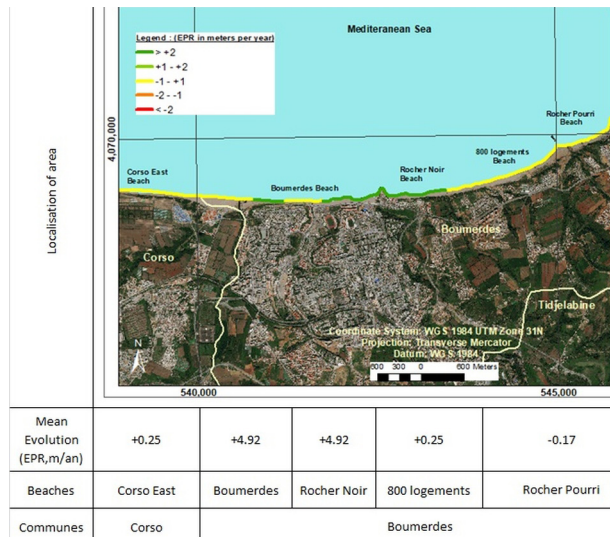 Mediteranean Sea
Legend : (EPR in meters per year)
> +2
+1 - +2
-1 - +1
-2 - -1
< -2
Rocher Pourri
Beach
4,070,000
800 logements
Beach
Rocher Noir
Beach
Corso East
Beach
Boumerdes Beach
Localisation of area
Boumerdes
Corso
Tidjelabine
Coordinate System: WGS 1984 UTM Zone 31N
Projection: Transverse Mercator
Datum: WGS 1984
N
600 300 0 600 Meters
540,000 545,000
Mean
Evolution
(EPR,m/an)
+0.25 +4.92 +4.92 +0.25 -0.17
Beaches Corso East Boumerdes Rocher Noir 800 logements Rocher Pourri
Communes Corso Boumerdes